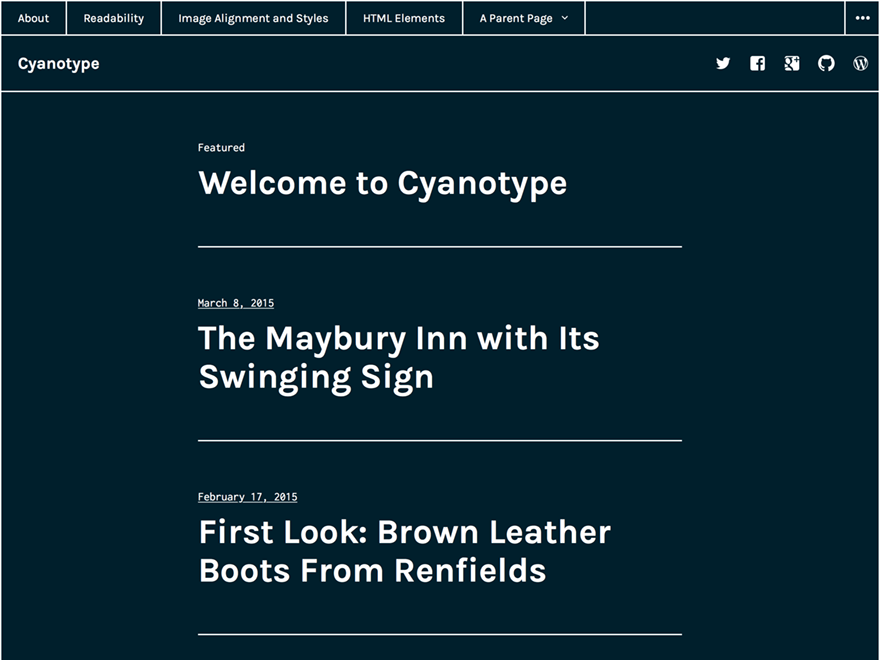 About
Readability
Image Alignment and Styles
HTML Elements
A Parent Page
Cyanotype
Featured
Welcome to Cyanotype
March 8, 2015
The Maybury Inn with Its
Swinging Sign
February 17, 2015
First Look: Brown Leather
Boots From Renfields